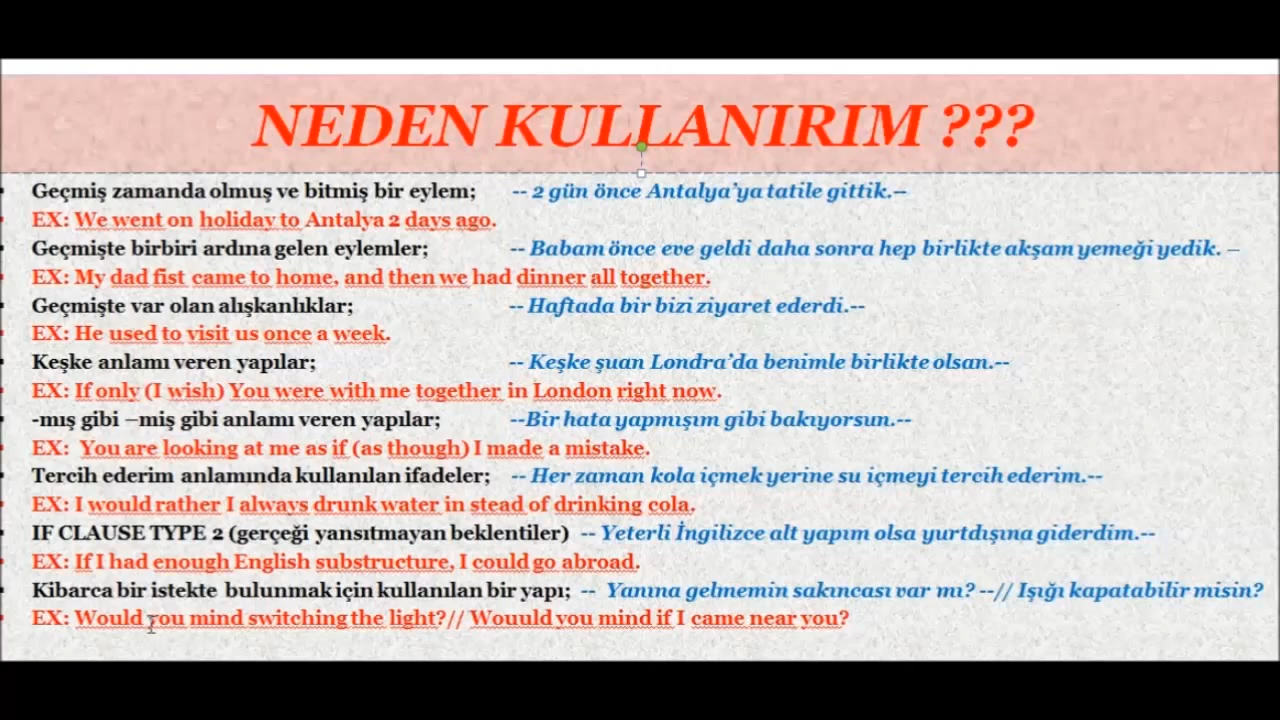 NEDEN KULLANIRIM ???
Geçmiş zamanda olmuş ve bitmiş bir eylem; -- 2 gün önce Antalya’ya tatile gittik.--
EX: We went on holiday to Antalya 2 days ago.
Geçmişte birbiri ardına gelen eylemler; -- Babam önce eve geldi daha sonra hep birlikte akşam yemeği yedik. –
EX: My dad fist came to home, and then we had dinner all together.
Geçmişte var olan alışkanlıklar; -- Haftada bir bizi ziyaret ederdi.--
EX: He used to visit us once a week.
Keşke anlamı veren yapılar; -- Keşke şuan Londra’da benimle birlikte olsan.--
EX: If only (I wish) You were with me together in London right now.
-mış gibi –miş gibi anlamı veren yapılar; --Bir hata yapmışım gibi bakıyorsun.--
EX: You are looking at me as if (as though) I made a mistake.
Tercih ederim anlamında kullanılan ifadeler; -- Her zaman kola içmek yerine su içmeyi tercih ederim.--
EX: I would rather I always drunk water in stead of drinking cola.
IF CLAUSE TYPE 2 (gerçeği yansıtmayan beklentiler) -- Yeterli İngilizce alt yapım olsa yurtdışına giderdim.--
EX: If I had enough English substructure, I could go abroad.
Kibarca bir istekte bulunmak için kullanılan bir yapı; -- Yanına gelmemin sakıncası var mı? --// Işığı kapatabilir misin?
EX: Would you mind switching the light?// Wouuld you mind if I came near you?